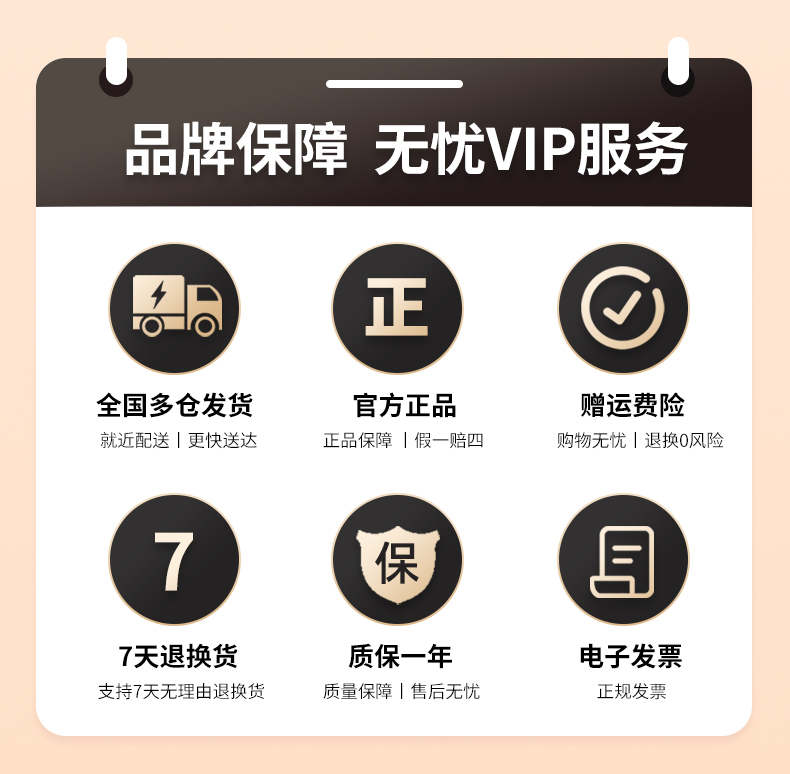 品牌保障 无忧VIP服务
正
全国多仓发货
官方正品
赠运费险
就近配送丨更快送达
正品保障 丨假一赔四
购物无忧丨退换0风险
7
保
7天退换货
质保一年
电子发票
支持7天无理由退换货
质量保障丨售后无忧
正规发票